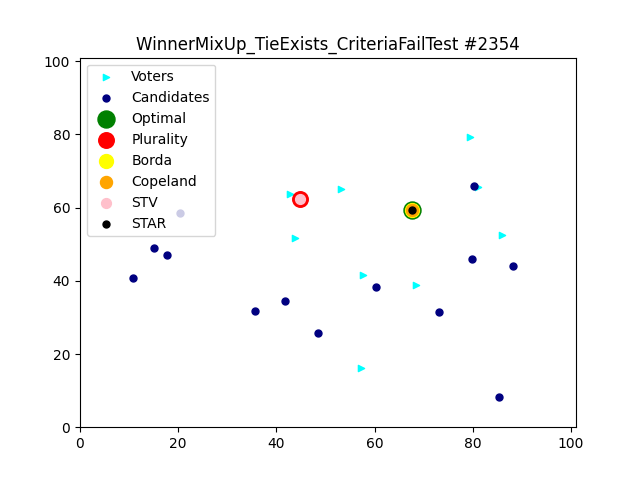 WinnerMixUp_TieExists_CriteriaFailTest #2354
100
80
60
40
20
0
Voters
Candidates
Optimal
Plurality
Borda
Copeland
STV
STAR
0 20 40 60 80 100